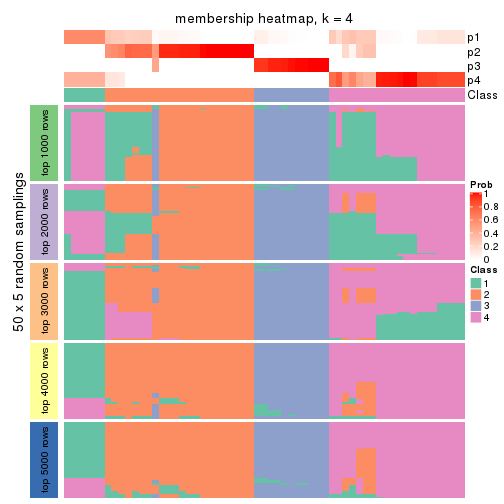 membership heatmap, k = 4
p1
p2
p3
p4
Class
50 x 5 random samplings
top 1000 rows
top 2000 rows
top 3000 rows
top 4000 rows
top 5000 rows
Prob
1
0.8
0.6
0.4
0.2
0
Class
1
2
3
4